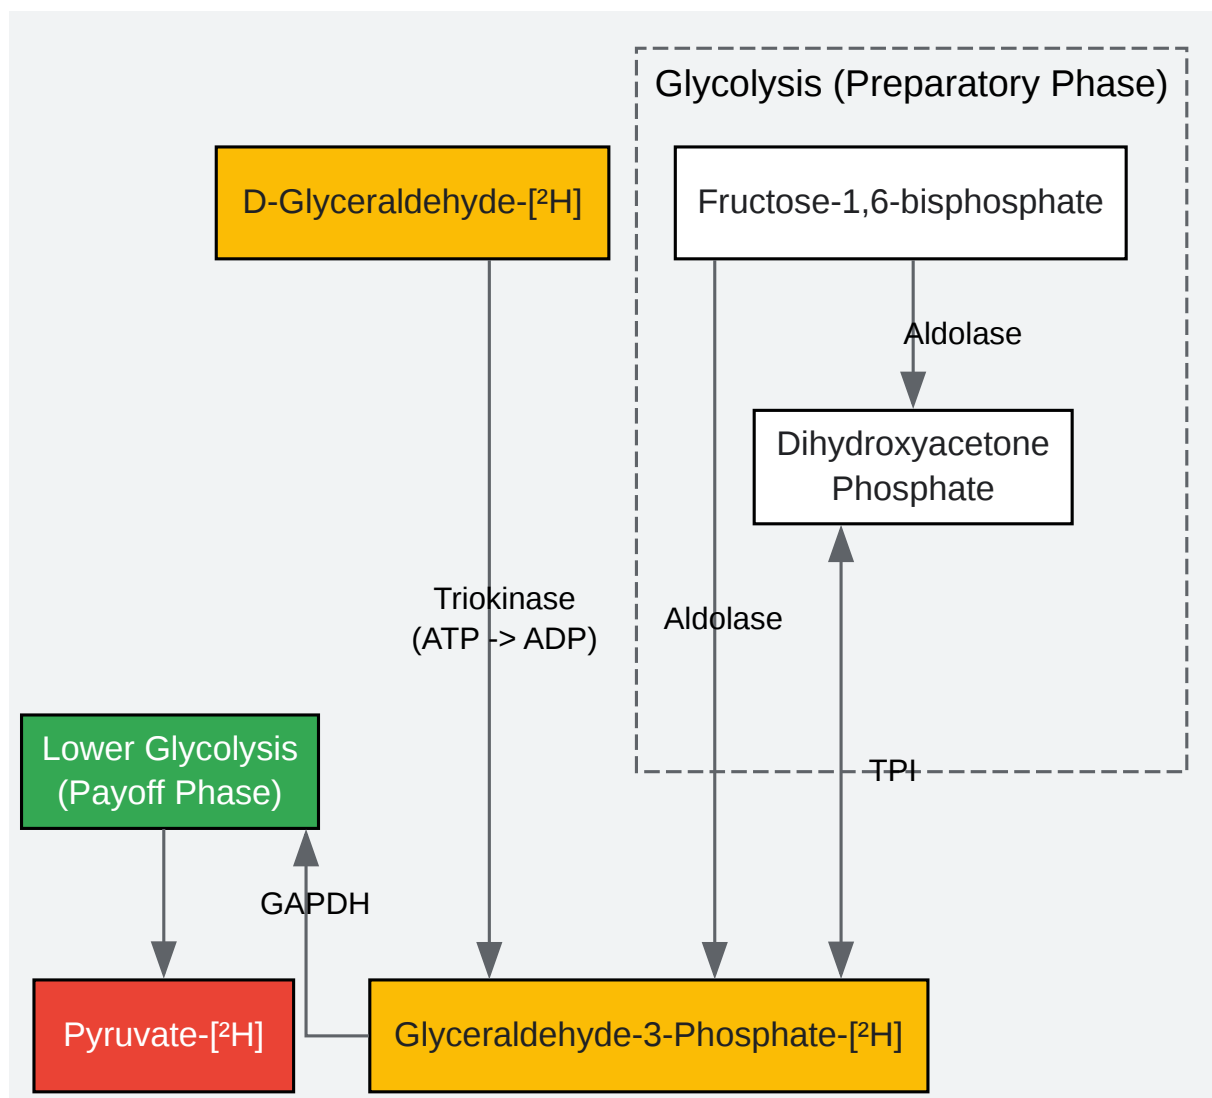 Glycolysis (Preparatory Phase)
D-Glyceraldehyde-[²H]
Fructose-1,6-bisphosphate
Aldolase
Dihydroxyacetone
Phosphate
Triokinase
(ATP -> ADP)
Aldolase
Lower Glycolysis
(Payoff Phase)
TPI
GAPDH
Pyruvate-[²H]
Glyceraldehyde-3-Phosphate-[²H]